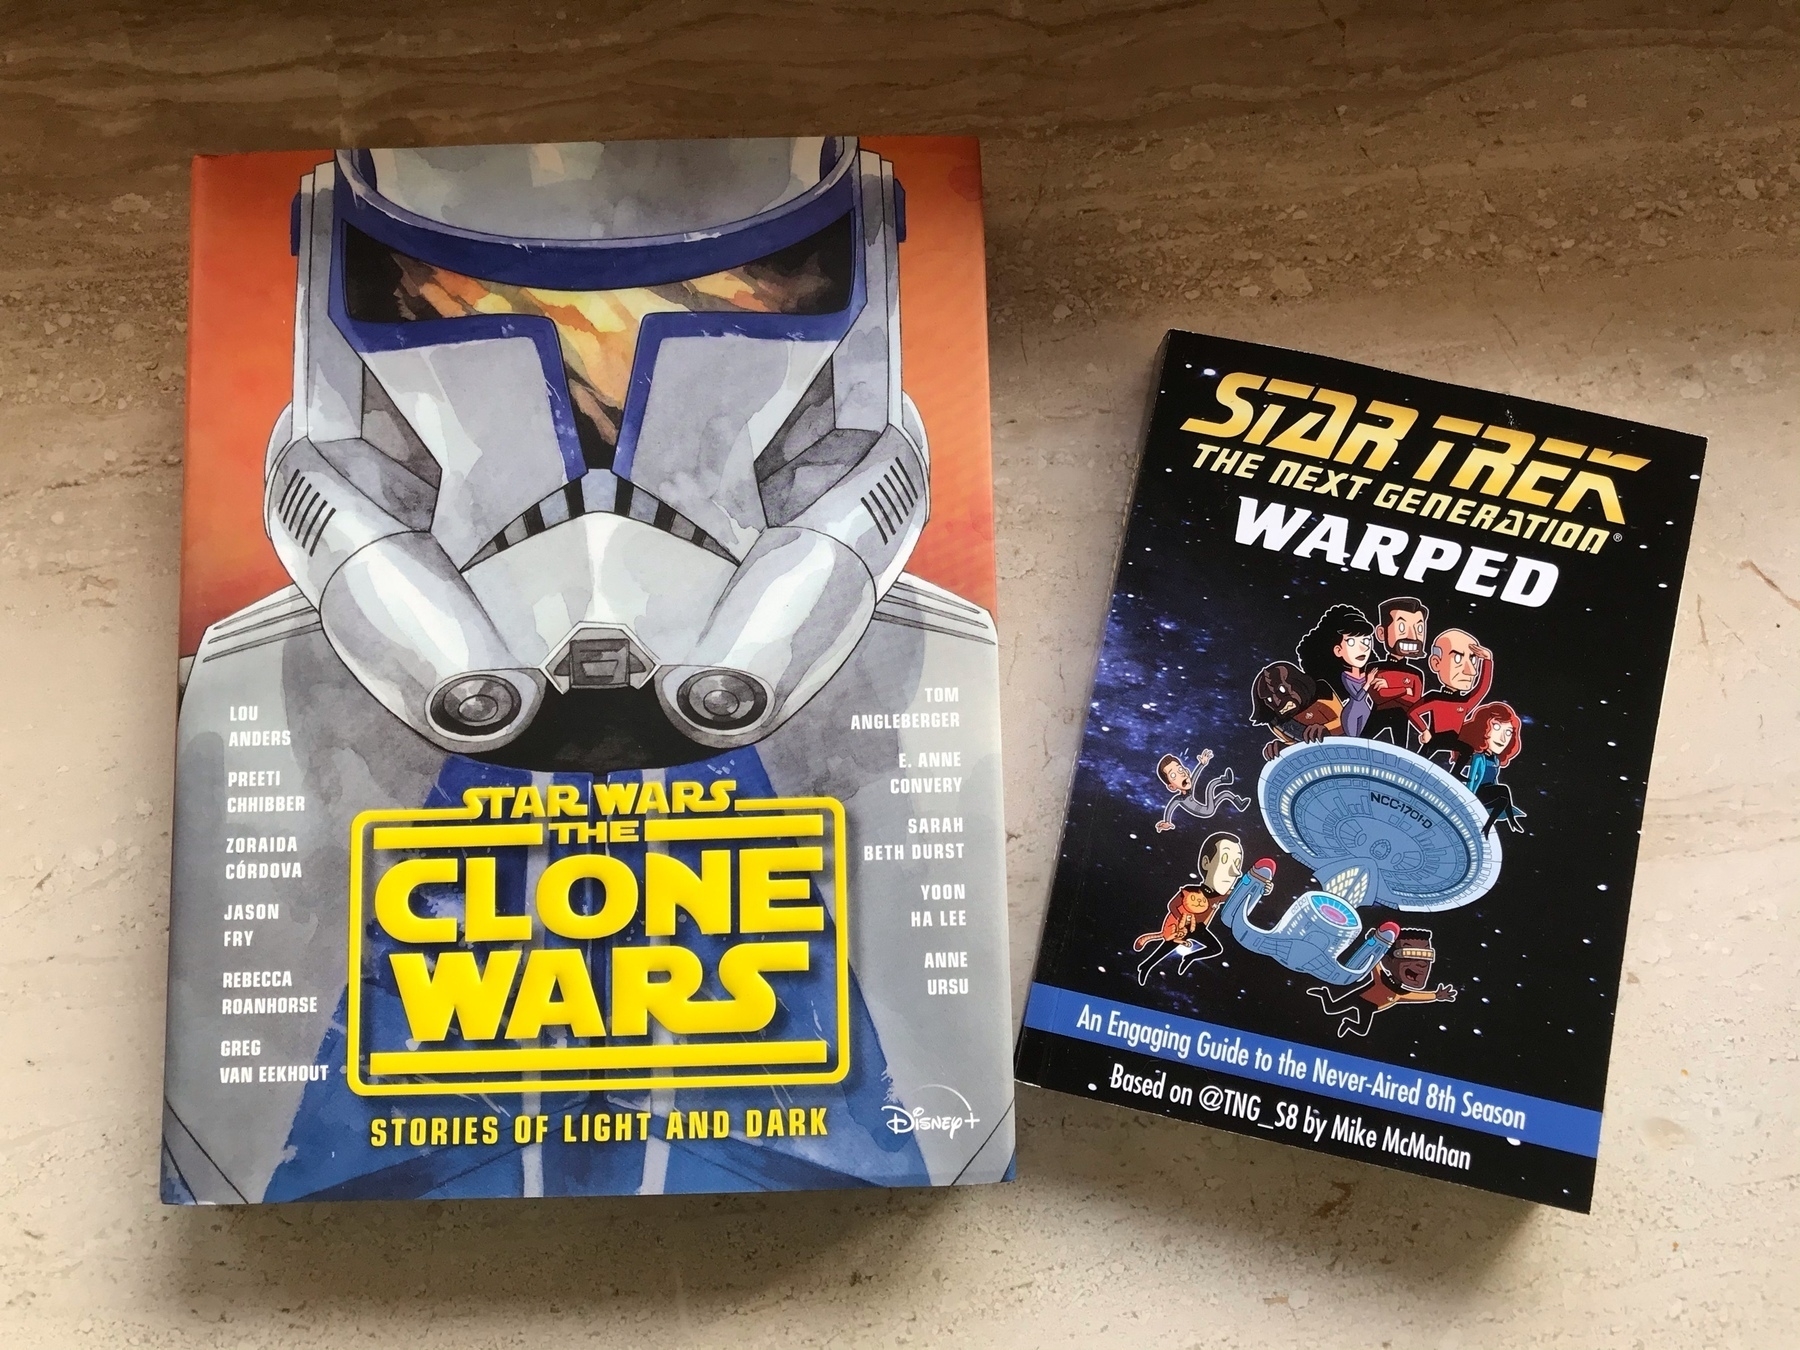 STAR WARS
THE
CLONE
WARS
STORIES OF LIGHT AND DARK
LOU
ANDERS
PREETI
CHHIBBER
ZORAIDA
CÓRDOVA
JASON
FRY
REBECCA
ROANHORSE
GREG
VAN EEKHOUT
TOM
ANGLEBERGER
E. ANNE
CONVERY
SARAH
BETH DURST
YOON
HA LEE
ANNE
URSU
Disney+
STAR TREK
THE NEXT GENERATION®
WARPED
NCC-1701-D
An Engaging Guide to the Never-Aired 8th Season
Based on @TNG_S8 by Mike McMahan